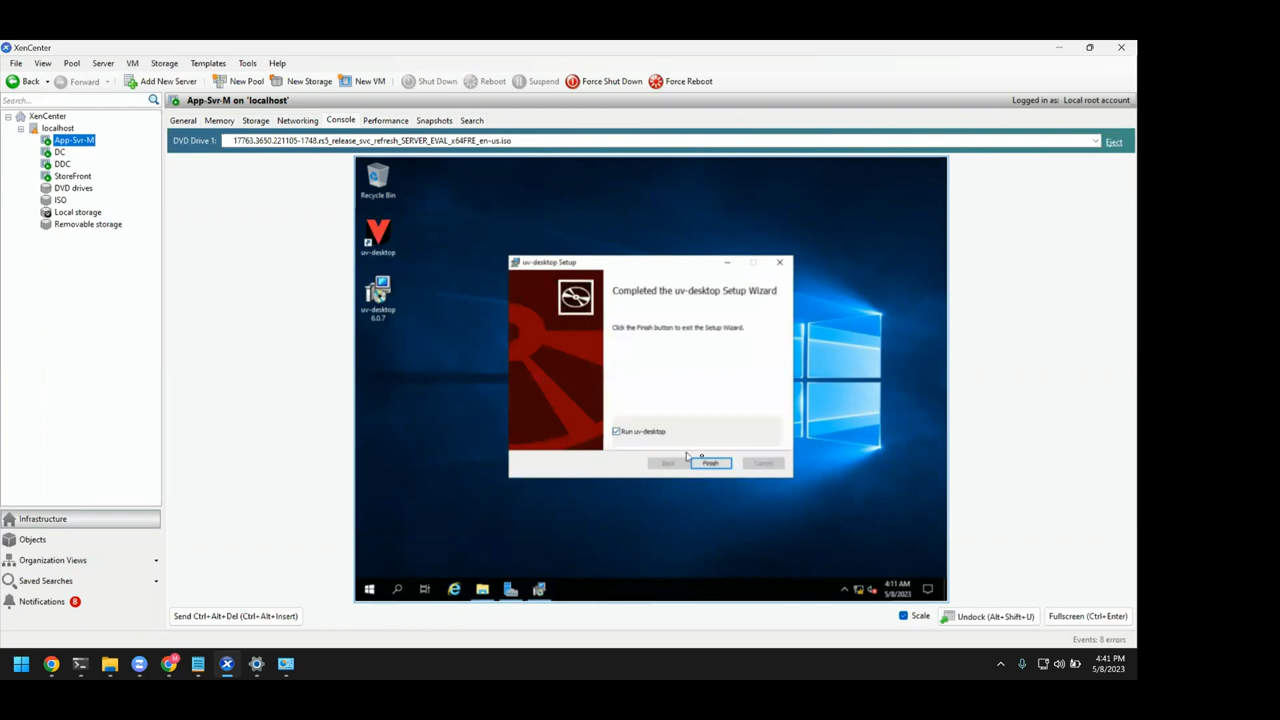 XenCenter
File View Pool Server VM Storage Templates Tools Help
Back Forward Add New Server New Pool New Storage New VM Shut Down Reboot Suspend Force Shut Down Force Reboot
Search...
App-Svr-M on 'localhost'
Logged in as: Local root account
XenCenter
localhost
App-Svr-M
DC
DDC
StoreFront
DVD drives
ISO
Local storage
Removable storage
General Memory Storage Networking Console Performance Snapshots Search
DVD Drive 1: 17763.3650.221105-1748.rs5_release_svc_refresh_SERVER_EVAL_x64FRE_en-us.iso Eject
Recycle Bin
uv-desktop
uv-desktop
6.0.7
uv-desktop Setup
Completed the uv-desktop Setup Wizard
Click the Finish button to exit the Setup Wizard.
Run uv-desktop
Back Finish Cancel
4:11 AM
5/8/2023
Infrastructure
Objects
Organization Views
Saved Searches
Notifications 8
Send Ctrl+Alt+Del (Ctrl+Alt+Insert)
Scale Undock (Alt+Shift+U) Fullscreen (Ctrl+Enter)
Events: 8 errors
4:41 PM
5/8/2023